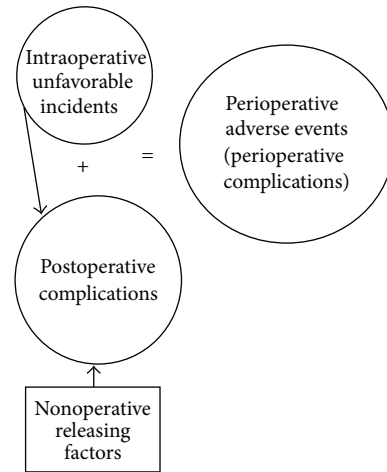 Intraoperative
unfavorable
incidents
+
=
Perioperative
adverse events
(perioperative
complications)
Postoperative
complications
Nonoperative
releasing
factors